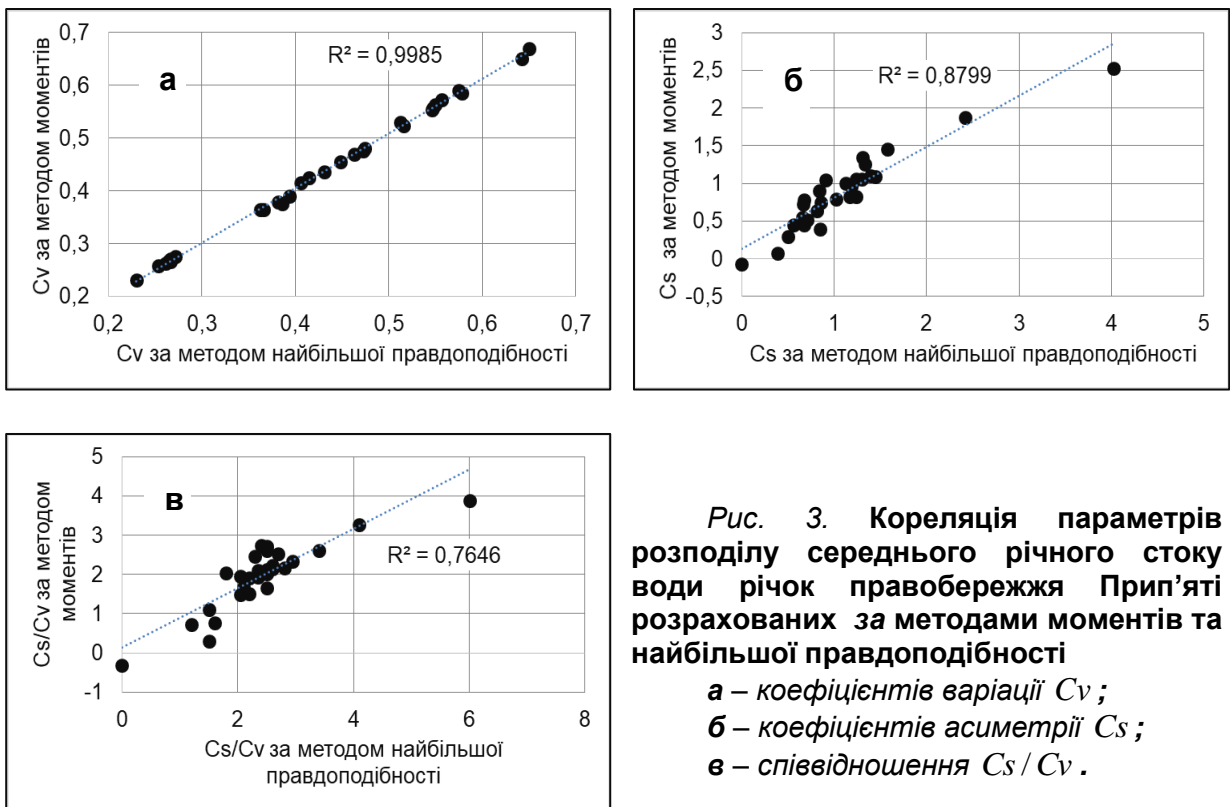 Cv за методом моментів
0,7
0,6
0,5
0,4
0,3
0,2
а
R² = 0,9985
0,2 0,3 0,4 0,5 0,6 0,7
Cv за методом найбільшої правдоподібності
Cs за методом моментів
3
2,5
2
1,5
1
0,5
0
-0,5
б
R² = 0,8799
0 1 2 3 4 5
Cs за методом найбільшої правдоподібності
Cs/Cv за методом
моментів
5
4
3
2
1
0
-1
в
R² = 0,7646
0 2 4 6 8
Cs/Cv за методом найбільшої
правдоподібності
Рис. 3. Кореляція параметрів
розподілу середнього річного стоку
води річок правобережжя Прип’яті
розрахованих за методами моментів та
найбільшої правдоподібності
а – коефіцієнтів варіації Cv ;
б – коефіцієнтів асиметрії Cs ;
в – співвідношення Cs / Cv .